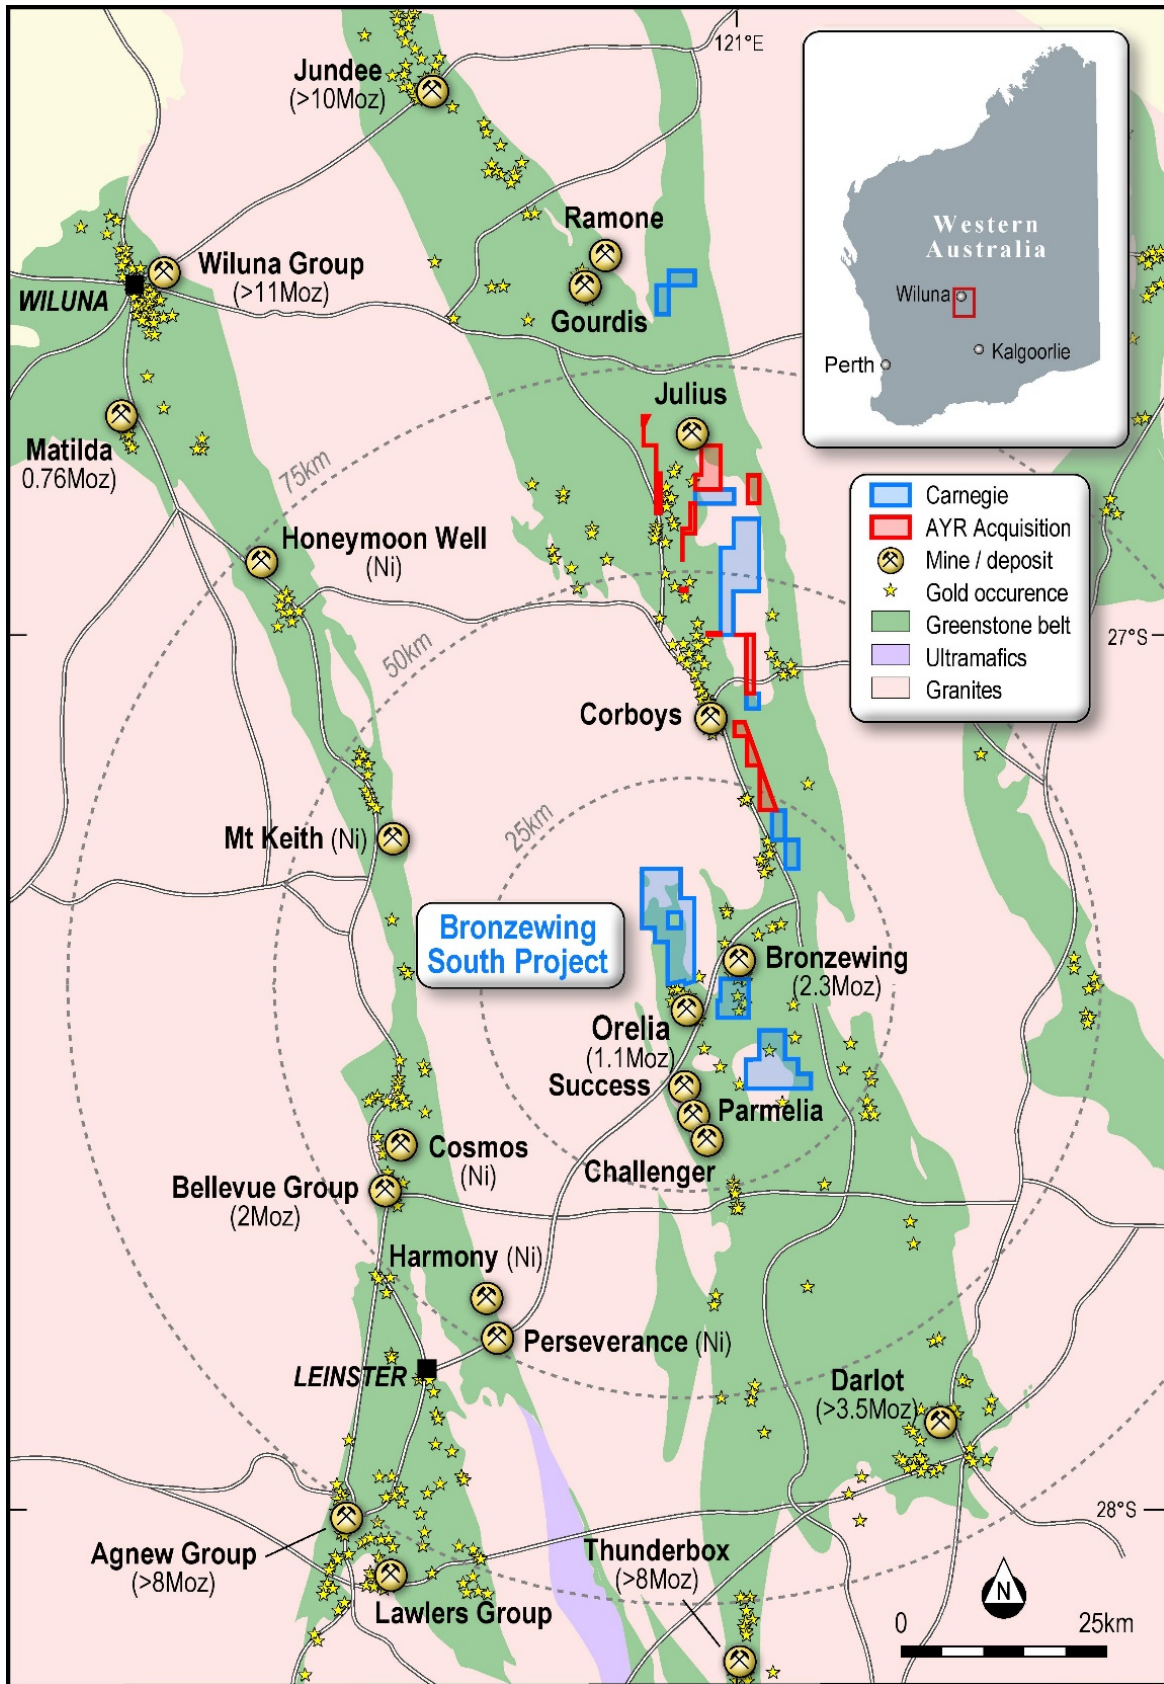 121°E
Jundee
(>10Moz)
Western
Australia
Wiluna
Kalgoorlie
Perth
Ramone
Wiluna Group
(>11Moz)
WILUNA
Gourdis
Julius
Matilda
0.76Moz)
75km
Carnegie
AYR Acquisition
Mine / deposit
Gold occurence
Greenstone belt
Ultramafics
Granites
Honeymoon Well
(Ni)
27°S
50km
Corboys
25km
Mt Keith (Ni)
Bronzewing
South Project
Bronzewing
(2.3Moz)
Orelia
(1.1Moz)
Success
Parmelia
Challenger
Cosmos
(Ni)
Bellevue Group
(2Moz)
Harmony (Ni)
Perseverance (Ni)
LEINSTER
Darlot
(>3.5Moz)
28°S
Agnew Group
(>8Moz)
Thunderbox
(>8Moz)
Lawlers Group
N
0 25km